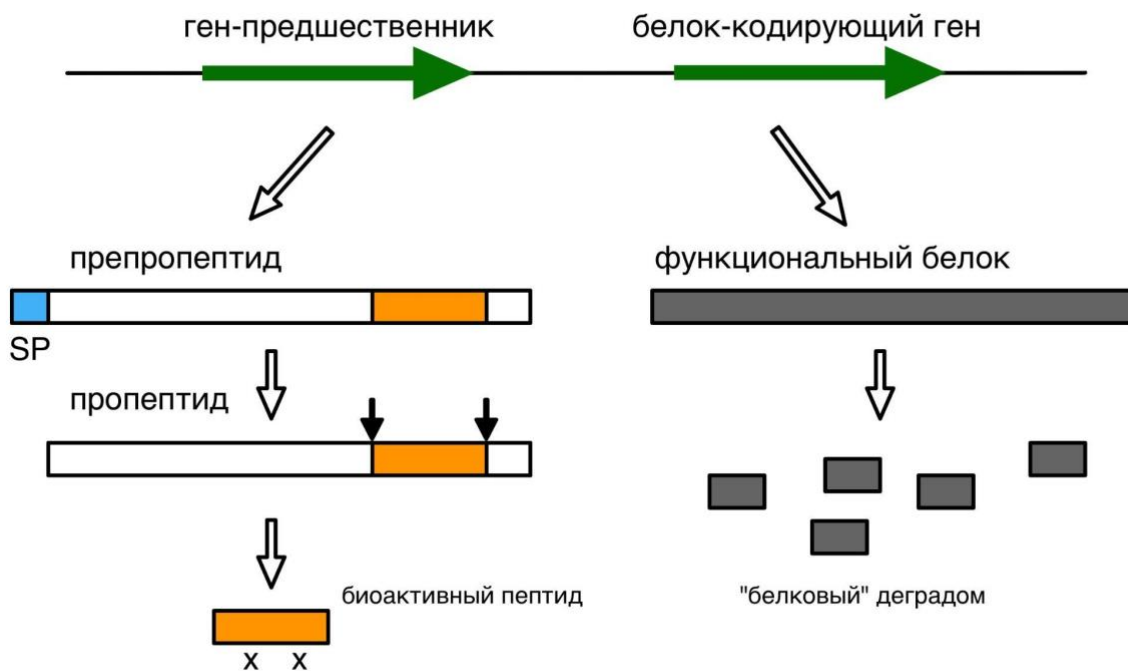 ген-предшественник
белок-кодирующий ген
препропептид
функциональный белок
SP
пропептид
биоактивный пептид
"белковый" деградом
x x